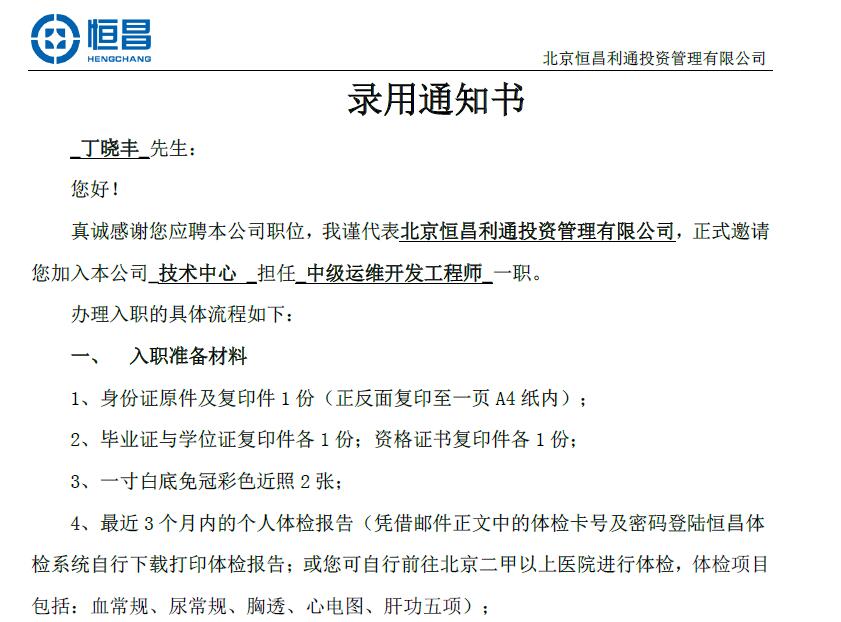 恒昌
HENGCHANG
北京恒昌利通投资管理有限公司
录用通知书
_丁晓丰_先生：
您好！
真诚感谢您应聘本公司职位，我谨代表北京恒昌利通投资管理有限公司，正式邀请
您加入本公司_技术中心 _担任_中级运维开发工程师_一职。
办理入职的具体流程如下：
一、 入职准备材料
1、身份证原件及复印件 1 份（正反面复印至一页 A4 纸内）；
2、毕业证与学位证复印件各 1 份；资格证书复印件各 1 份；
3、一寸白底免冠彩色近照 2 张；
4、最近 3 个月内的个人体检报告（凭借邮件正文中的体检卡号及密码登陆恒昌体
检系统自行下载打印体检报告；或您可自行前往北京二甲以上医院进行体检，体检项目
包括：血常规、尿常规、胸透、心电图、肝功五项）；